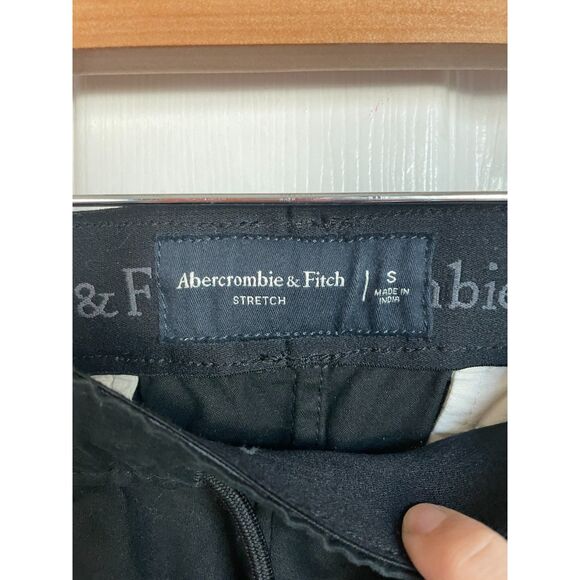 Abercrombie & Fitch
STRETCH
S
MADE IN
INDIA
& F
bie